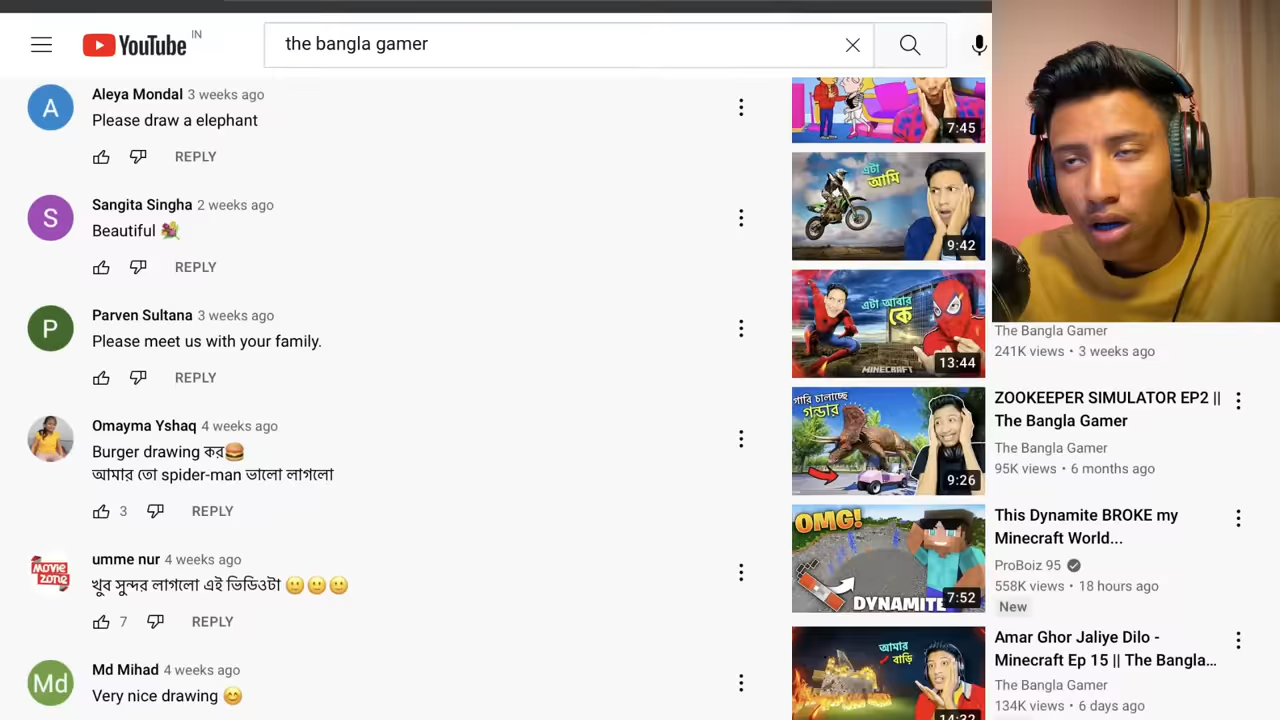 YouTube IN
the bangla gamer
Aleya Mondal 3 weeks ago
Please draw a elephant
REPLY
Sangita Singha 2 weeks ago
Beautiful 💐
REPLY
Parven Sultana 3 weeks ago
Please meet us with your family.
REPLY
Omayma Yshaq 4 weeks ago
Burger drawing কর🍔
আমার তো spider-man ভালো লাগলো
3 REPLY
umme nur 4 weeks ago
খুব সুন্দর লাগলো এই ভিডিওটা 🙂🙂🙂
7 REPLY
Md Mihad 4 weeks ago
Very nice drawing 😊
A
S
P
MOVIE
ZONE
Md
7:45
এটা
আমি
9:42
এটা আবার
কে
MINECRAFT
13:44
The Bangla Gamer
241K views • 3 weeks ago
গারি চালাচ্ছে
গন্ডার
9:26
ZOOKEEPER SIMULATOR EP2 ||
The Bangla Gamer
The Bangla Gamer
95K views • 6 months ago
OMG!
DYNAMITE
7:52
This Dynamite BROKE my
Minecraft World...
ProBoiz 95
558K views • 18 hours ago
New
আমার
বাড়ি
14:32
Amar Ghor Jaliye Dilo -
Minecraft Ep 15 || The Bangla...
The Bangla Gamer
134K views • 6 days ago